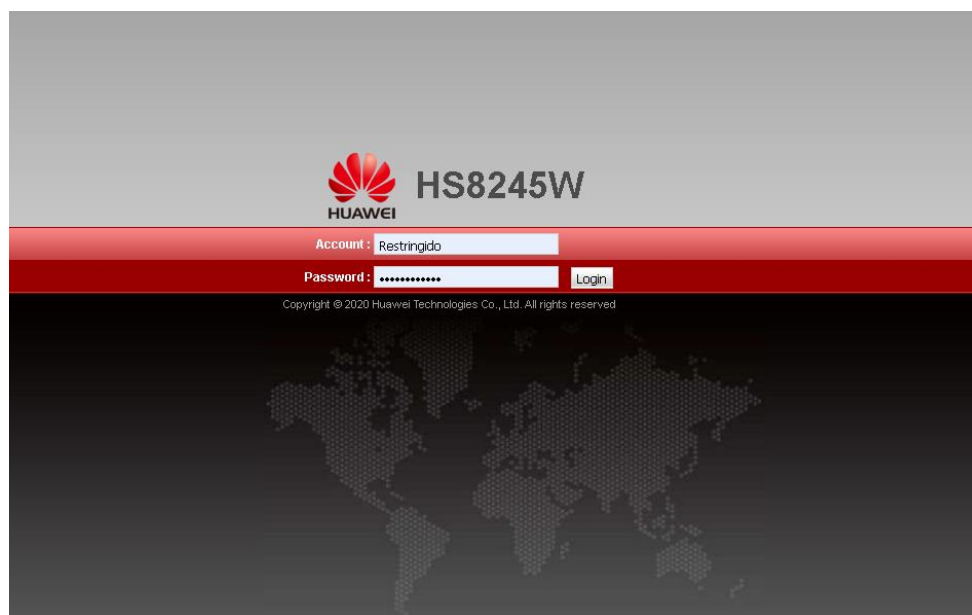 HUAWEI
HS8245W
Account : Restringido
Password : ••••••••••••
Login
Copyright © 2020 Huawei Technologies Co., Ltd. All rights reserved